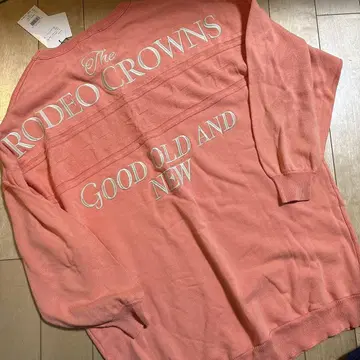 The
RODEO CROWNS
GOOD OLD AND
NEW